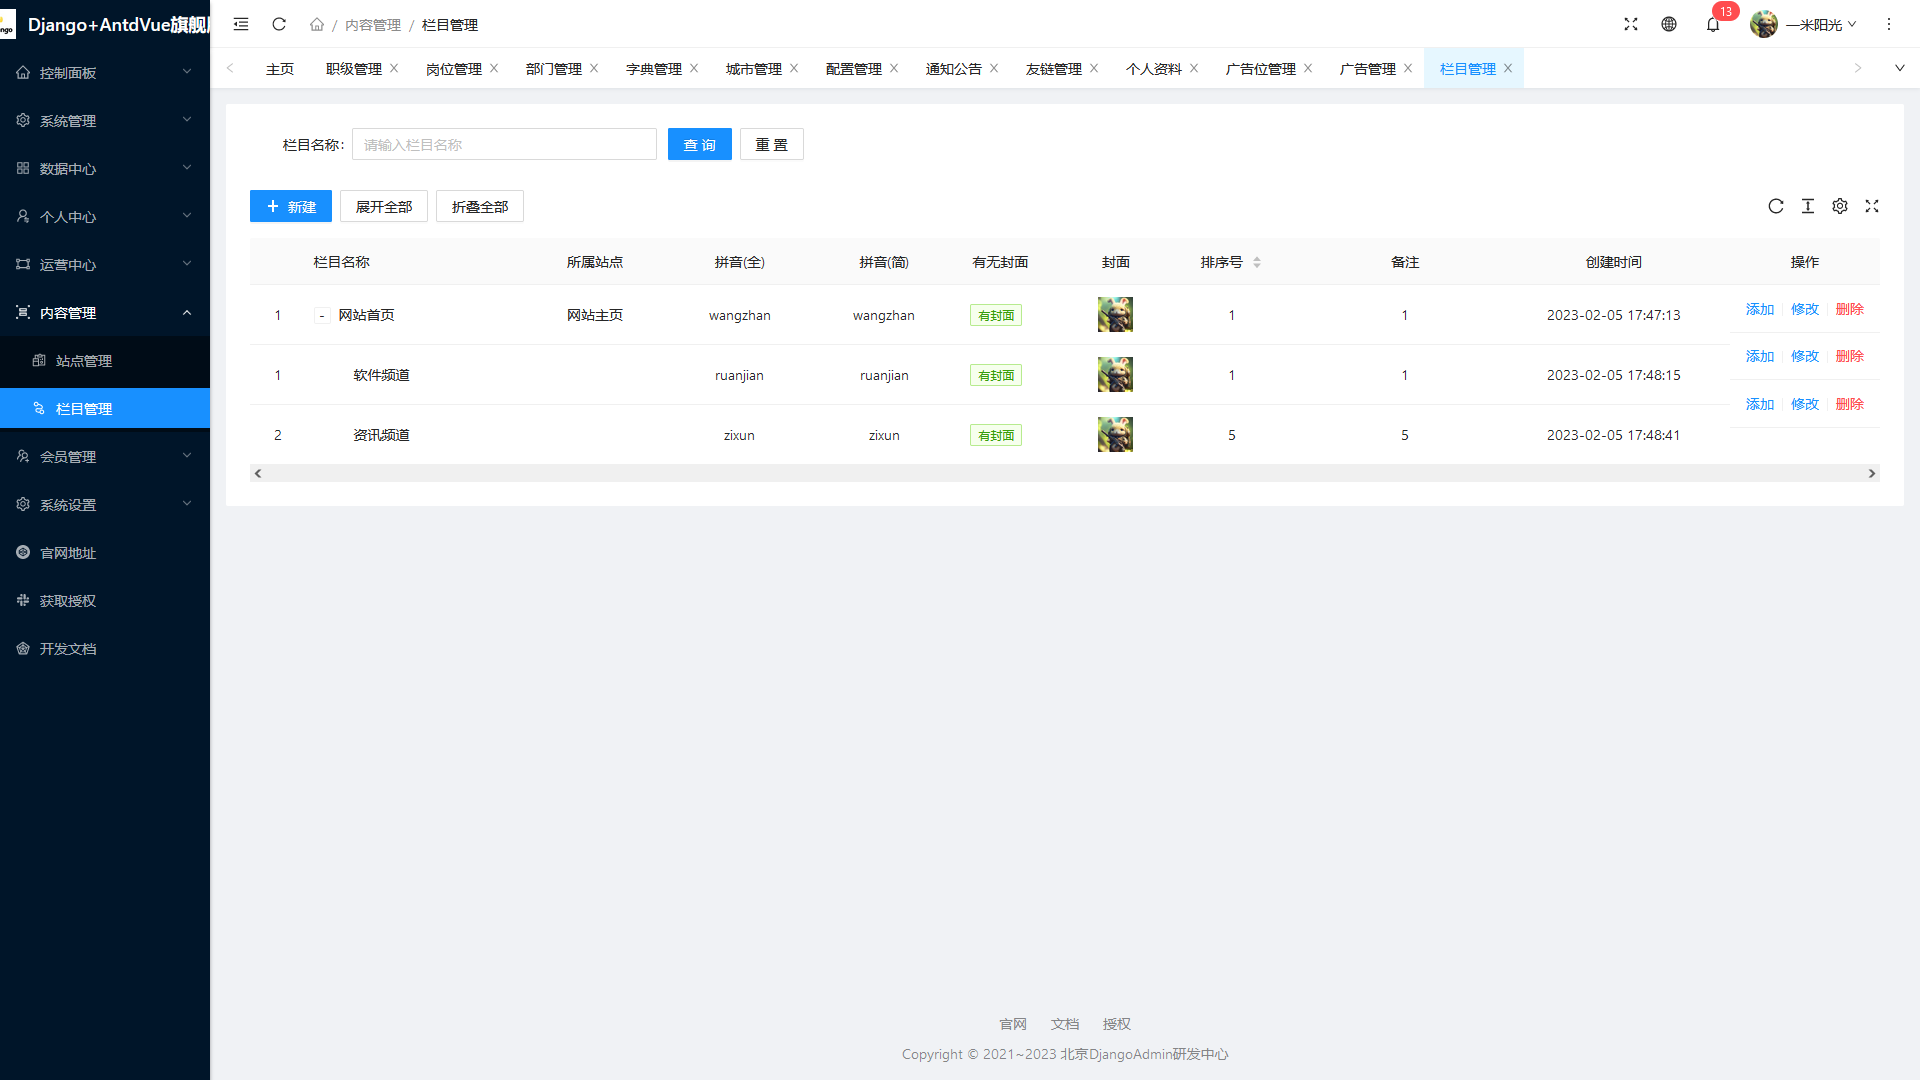 Django+AntdVue旗舰
控制面板
系统管理
数据中心
个人中心
运营中心
内容管理
站点管理
栏目管理
会员管理
系统设置
官网地址
获取授权
开发文档
/ 内容管理 / 栏目管理
13
一米阳光
主页 职级管理 岗位管理 部门管理 字典管理 城市管理 配置管理 通知公告 友链管理 个人资料 广告位管理 广告管理 栏目管理
栏目名称: 请输入栏目名称 查 询 重 置
新建 展开全部 折叠全部
栏目名称 所属站点 拼音(全) 拼音(简) 有无封面 封面 排序号 备注 创建时间 操作
1 - 网站首页 网站主页 wangzhan wangzhan 有封面 1 1 2023-02-05 17:47:13 添加 修改 删除
1 软件频道 ruanjian ruanjian 有封面 1 1 2023-02-05 17:48:15 添加 修改 删除
2 资讯频道 zixun zixun 有封面 5 5 2023-02-05 17:48:41 添加 修改 删除
官网 文档 授权
Copyright © 2021~2023 北京DjangoAdmin研发中心